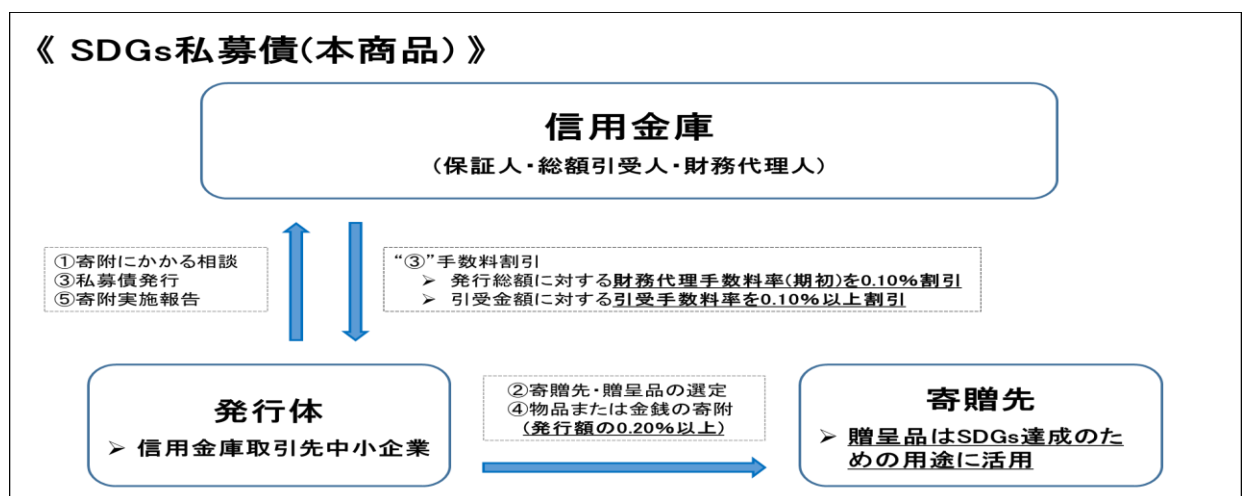 《 SDGs私募債(本商品) 》
信用金庫
(保証人・総額引受人・財務代理人)
①寄附にかかる相談
③私募債発行
⑤寄附実施報告
“③”手数料割引
➢ 発行総額に対する財務代理手数料率(期初)を0.10%割引
➢ 引受金額に対する引受手数料率を0.10%以上割引
発行体
➢ 信用金庫取引先中小企業
②寄贈先・贈呈品の選定
④物品または金銭の寄附
(発行額の0.20%以上)
寄贈先
➢ 贈呈品はSDGs達成のた
めの用途に活用